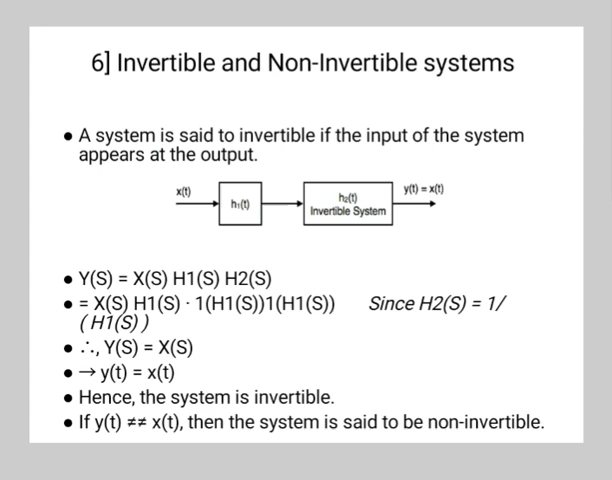 6] Invertible and Non-Invertible systems
● A system is said to invertible if the input of the system
appears at the output.
x(t)
h₁(t)
h₂(t)
Invertible System
y(t) = x(t)
● Y(S) = X(S) H1(S) H2(S)
● = X(S) H1(S) · 1(H1(S))1(H1(S)) Since H2(S) = 1/
( H1(S) )
● ∴, Y(S) = X(S)
● → y(t) = x(t)
● Hence, the system is invertible.
● If y(t) ≠≠ x(t), then the system is said to be non-invertible.